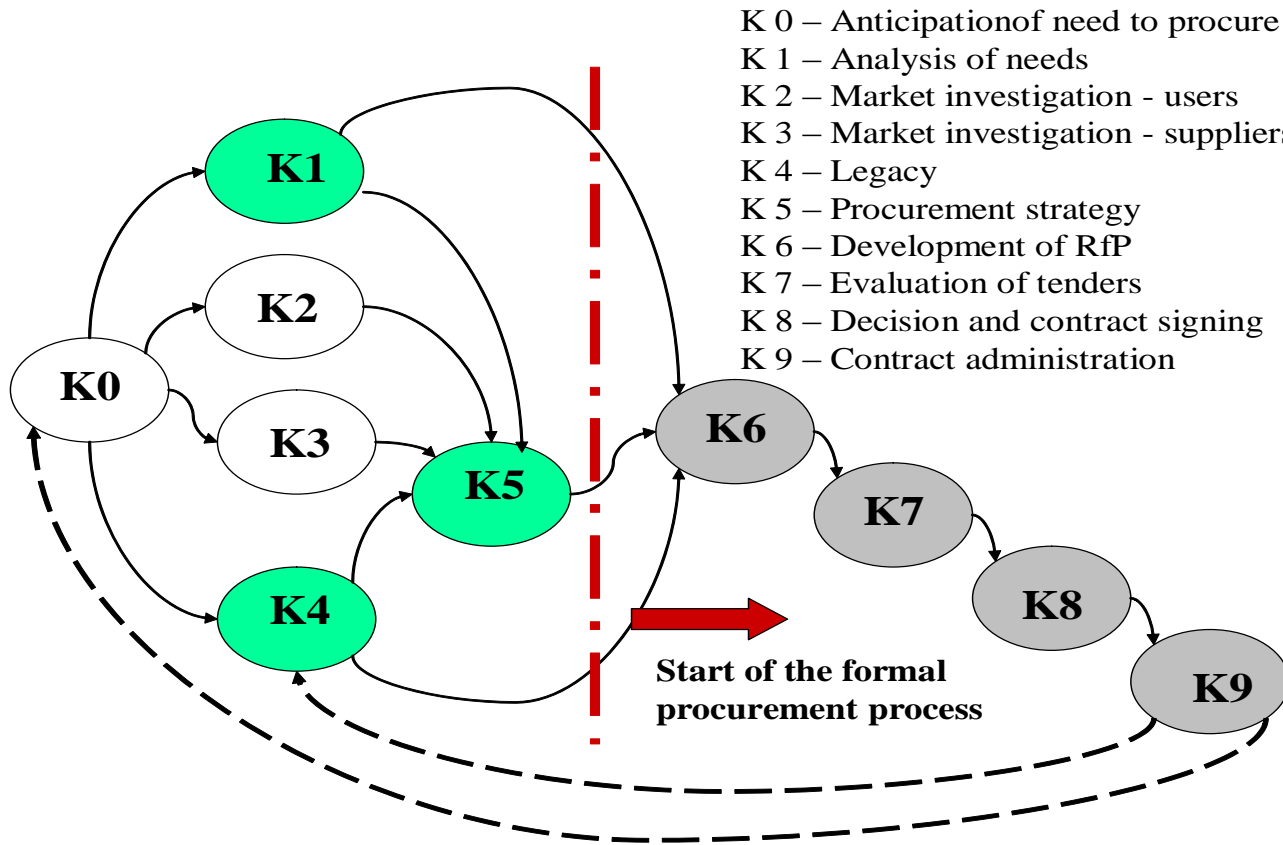 K 0 – Anticipationof need to procure
K 1 – Analysis of needs
K 2 – Market investigation - users
K 3 – Market investigation - suppliers
K 4 – Legacy
K 5 – Procurement strategy
K 6 – Development of RfP
K 7 – Evaluation of tenders
K 8 – Decision and contract signing
K 9 – Contract administration
K1
K2
K0
K3
K5
K4
K6
K7
K8
K9
Start of the formal
procurement process